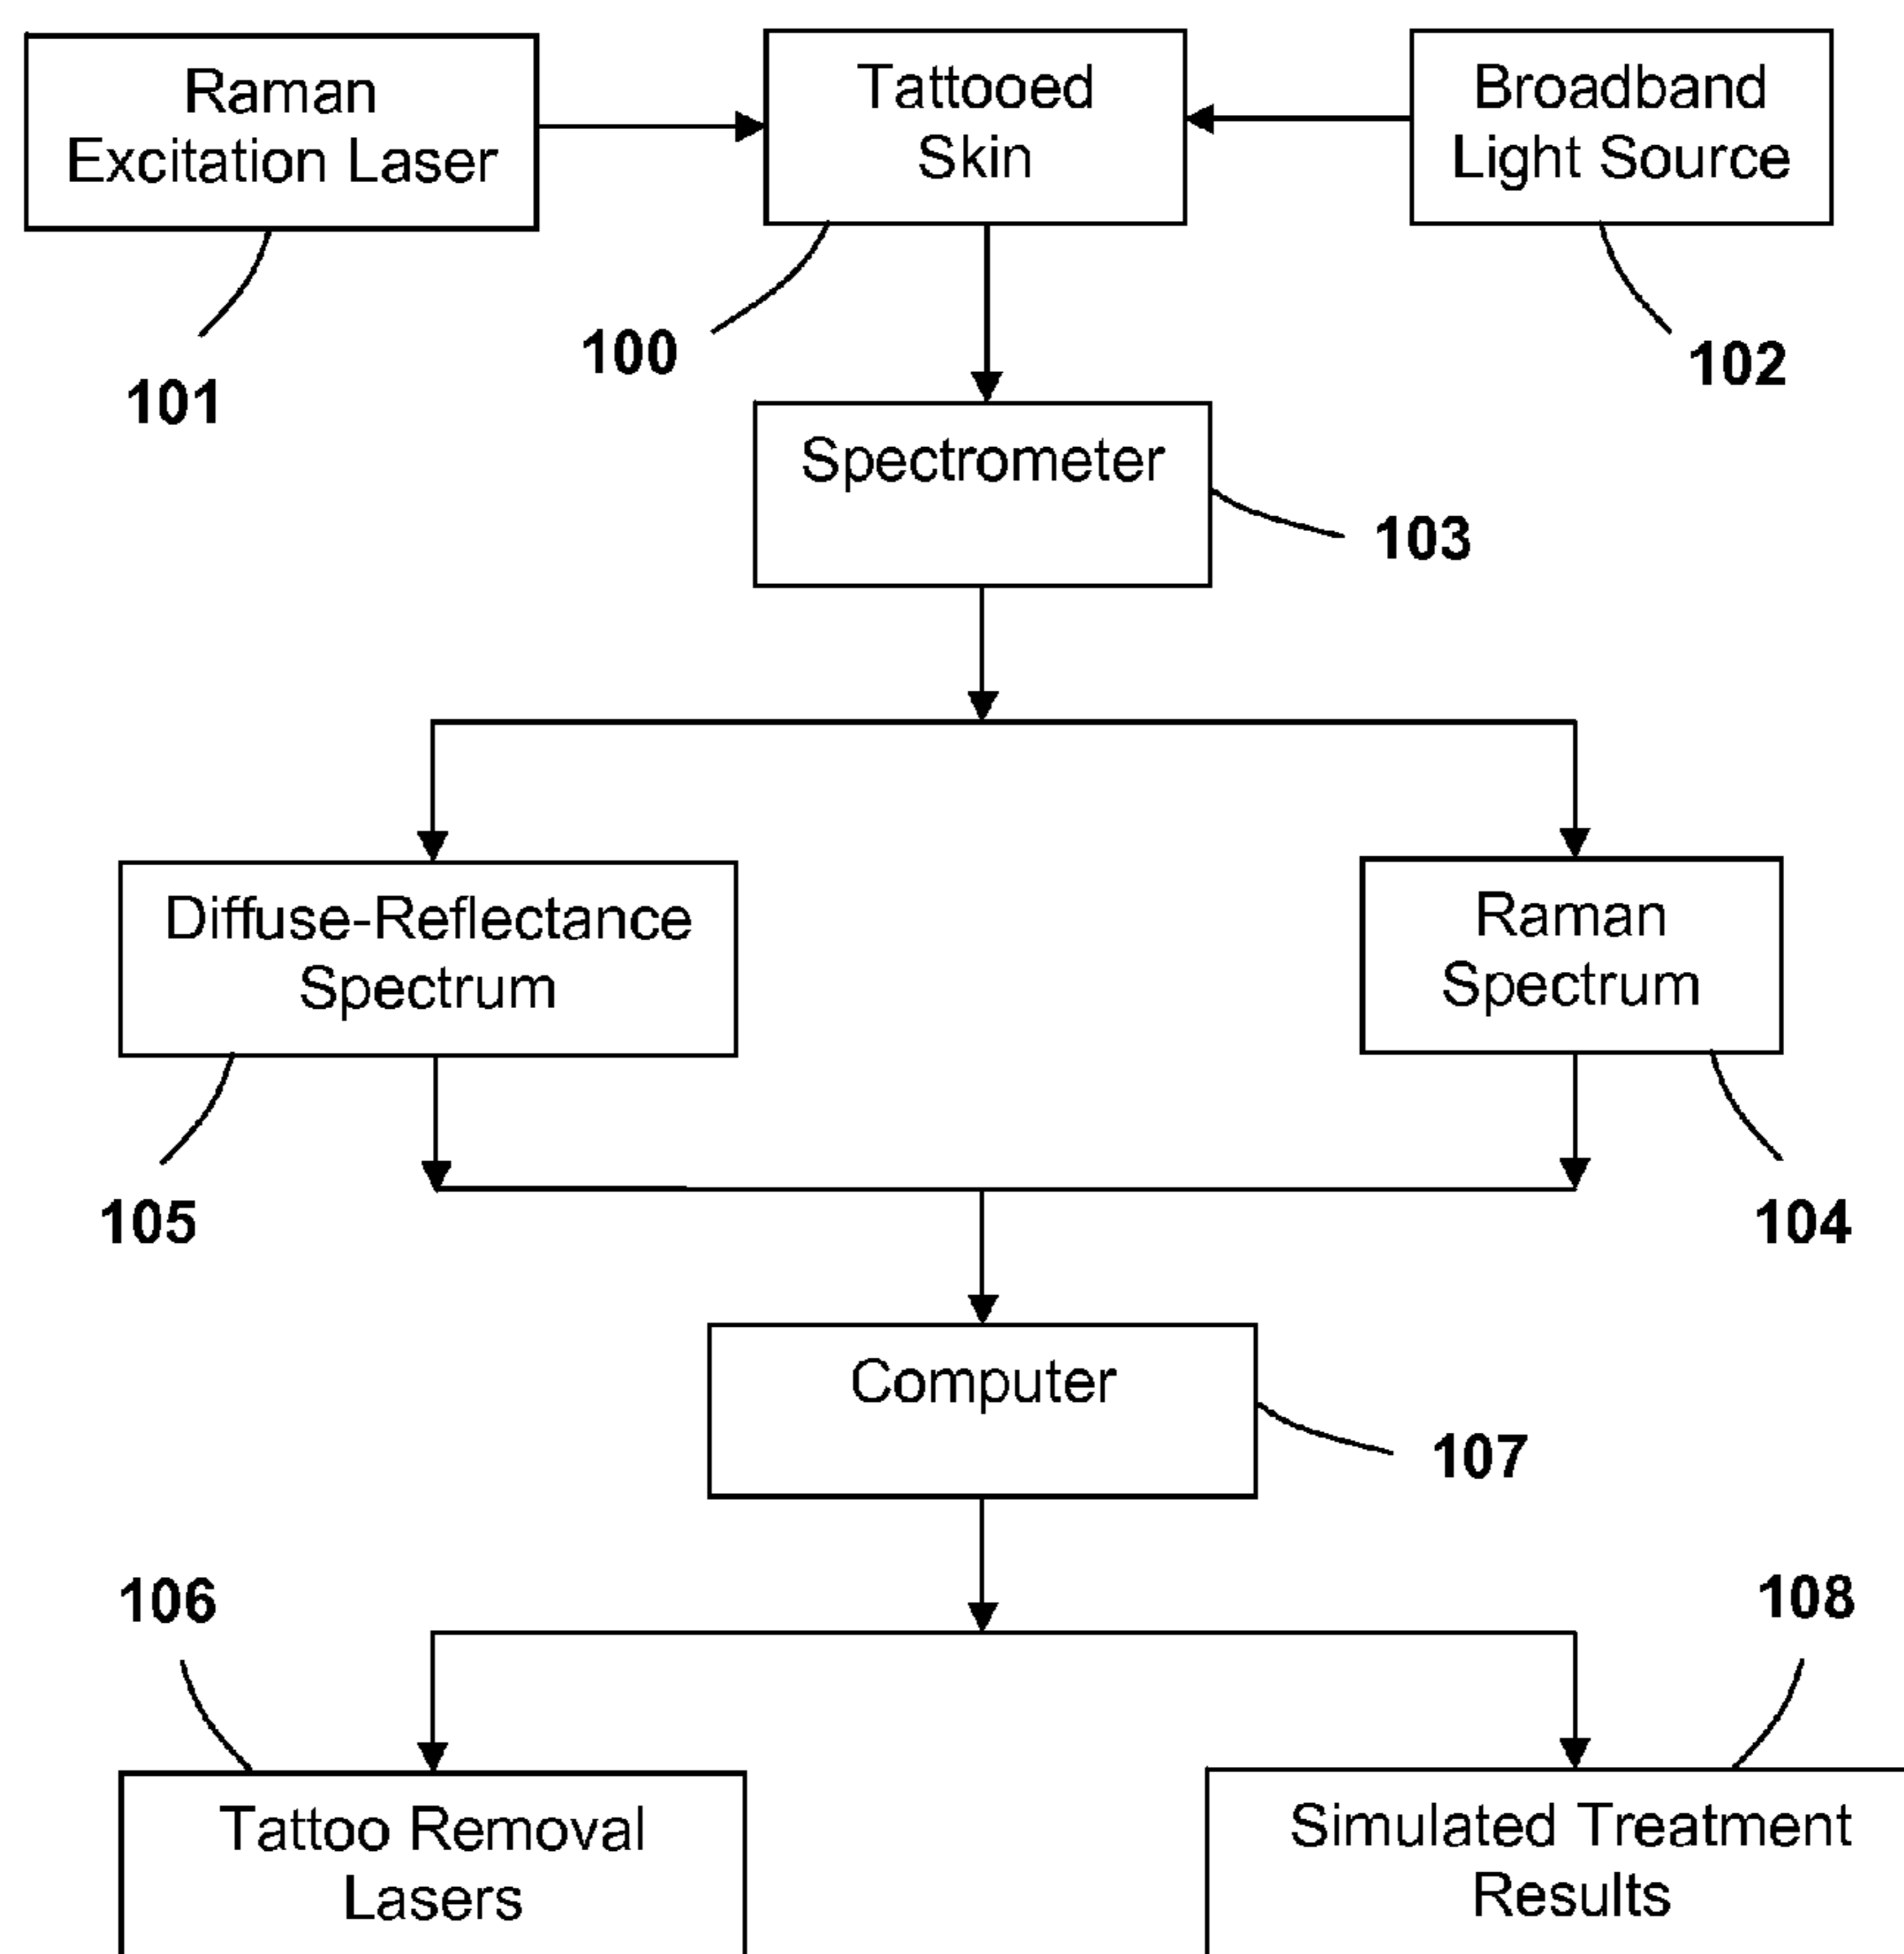 Raman
Excitation Laser
Tattooed
Skin
Broadband
Light Source
101
100
102
Spectrometer
103
Diffuse-Reflectance
Spectrum
Raman
Spectrum
105
104
Computer
107
106
108
Tattoo Removal
Lasers
Simulated Treatment
Results